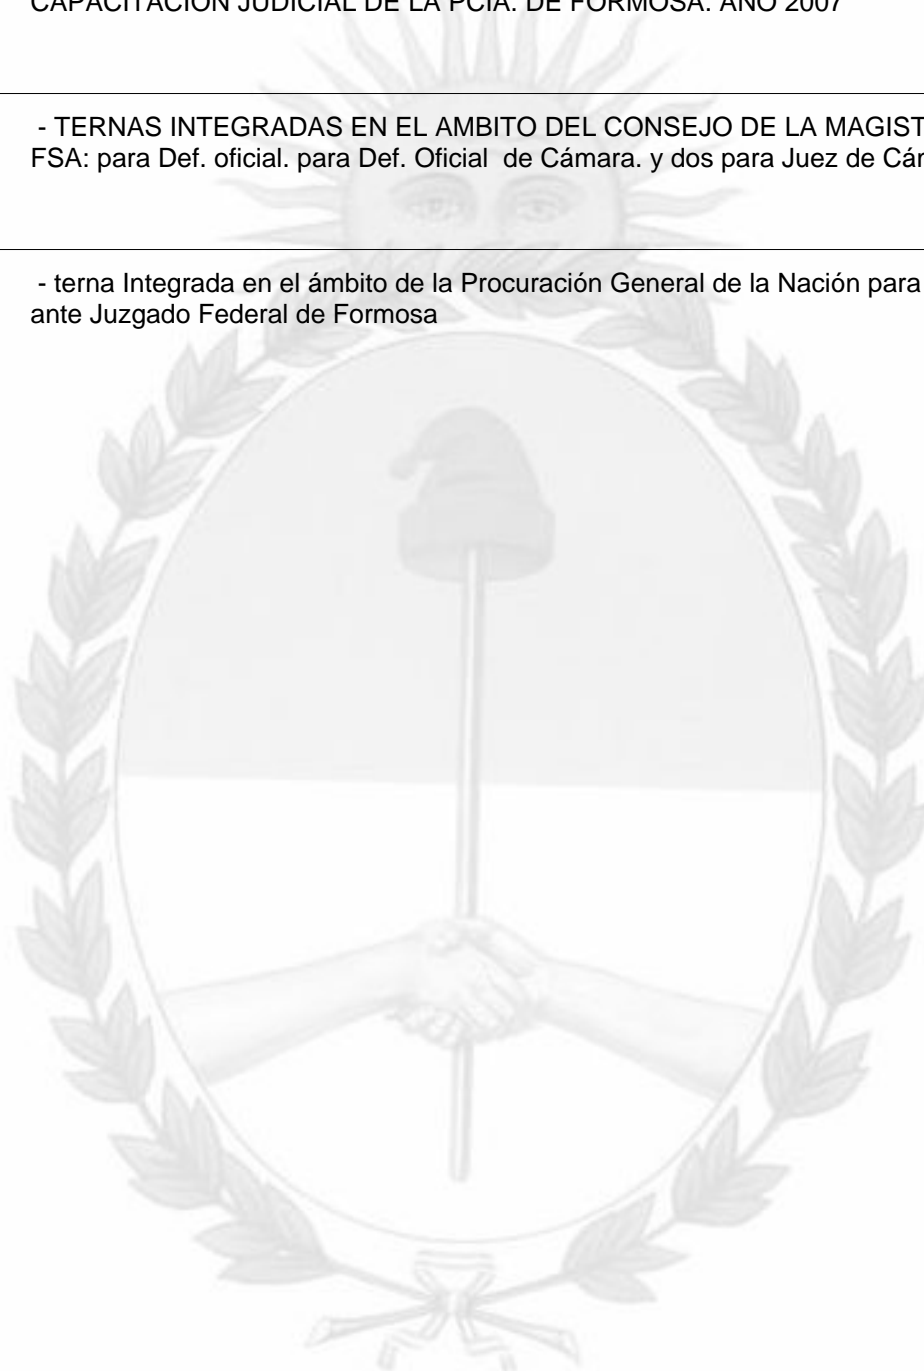 CAPACITACION JUDICIAL DE LA PCIA. DE FORMOSA. AÑO 2007
- TERNAS INTEGRADAS EN EL AMBITO DEL CONSEJO DE LA MAGIST
FSA: para Def. oficial. para Def. Oficial de Cámara. y dos para Juez de Cár
- terna Integrada en el ámbito de la Procuración General de la Nación para
ante Juzgado Federal de Formosa